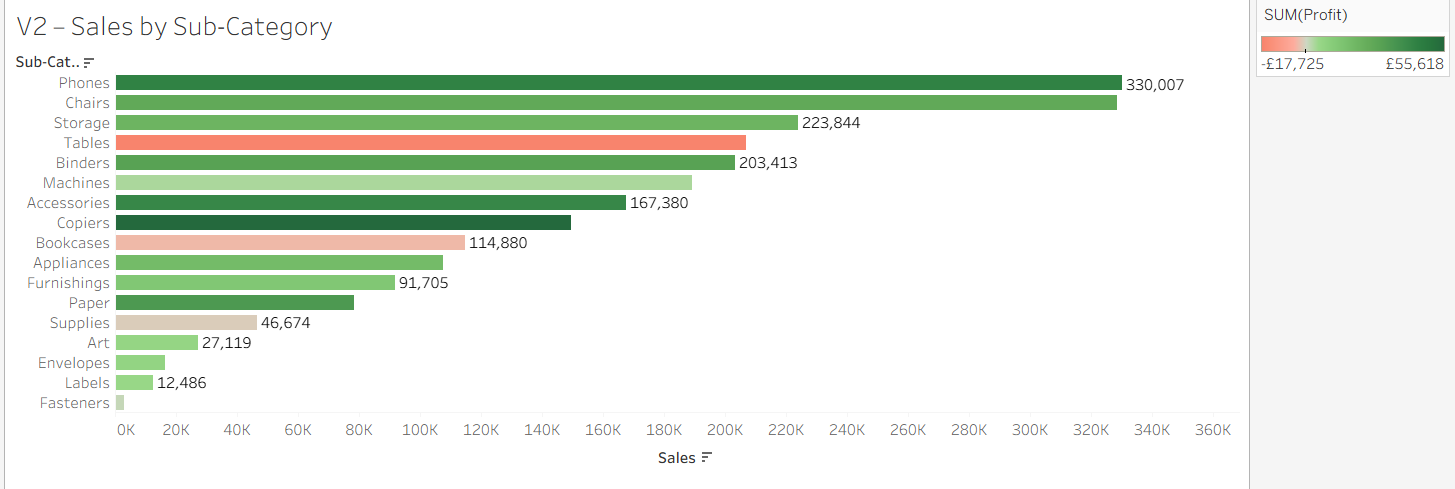 V2 – Sales by Sub-Category
Sub-Cat..
Phones 330,007
Chairs
Storage 223,844
Tables
Binders 203,413
Machines
Accessories 167,380
Copiers
Bookcases 114,880
Appliances
Furnishings 91,705
Paper
Supplies 46,674
Art 27,119
Envelopes
Labels 12,486
Fasteners
0K 20K 40K 60K 80K 100K 120K 140K 160K 180K 200K 220K 240K 260K 280K 300K 320K 340K 360K
Sales
SUM(Profit)
-£17,725 £55,618